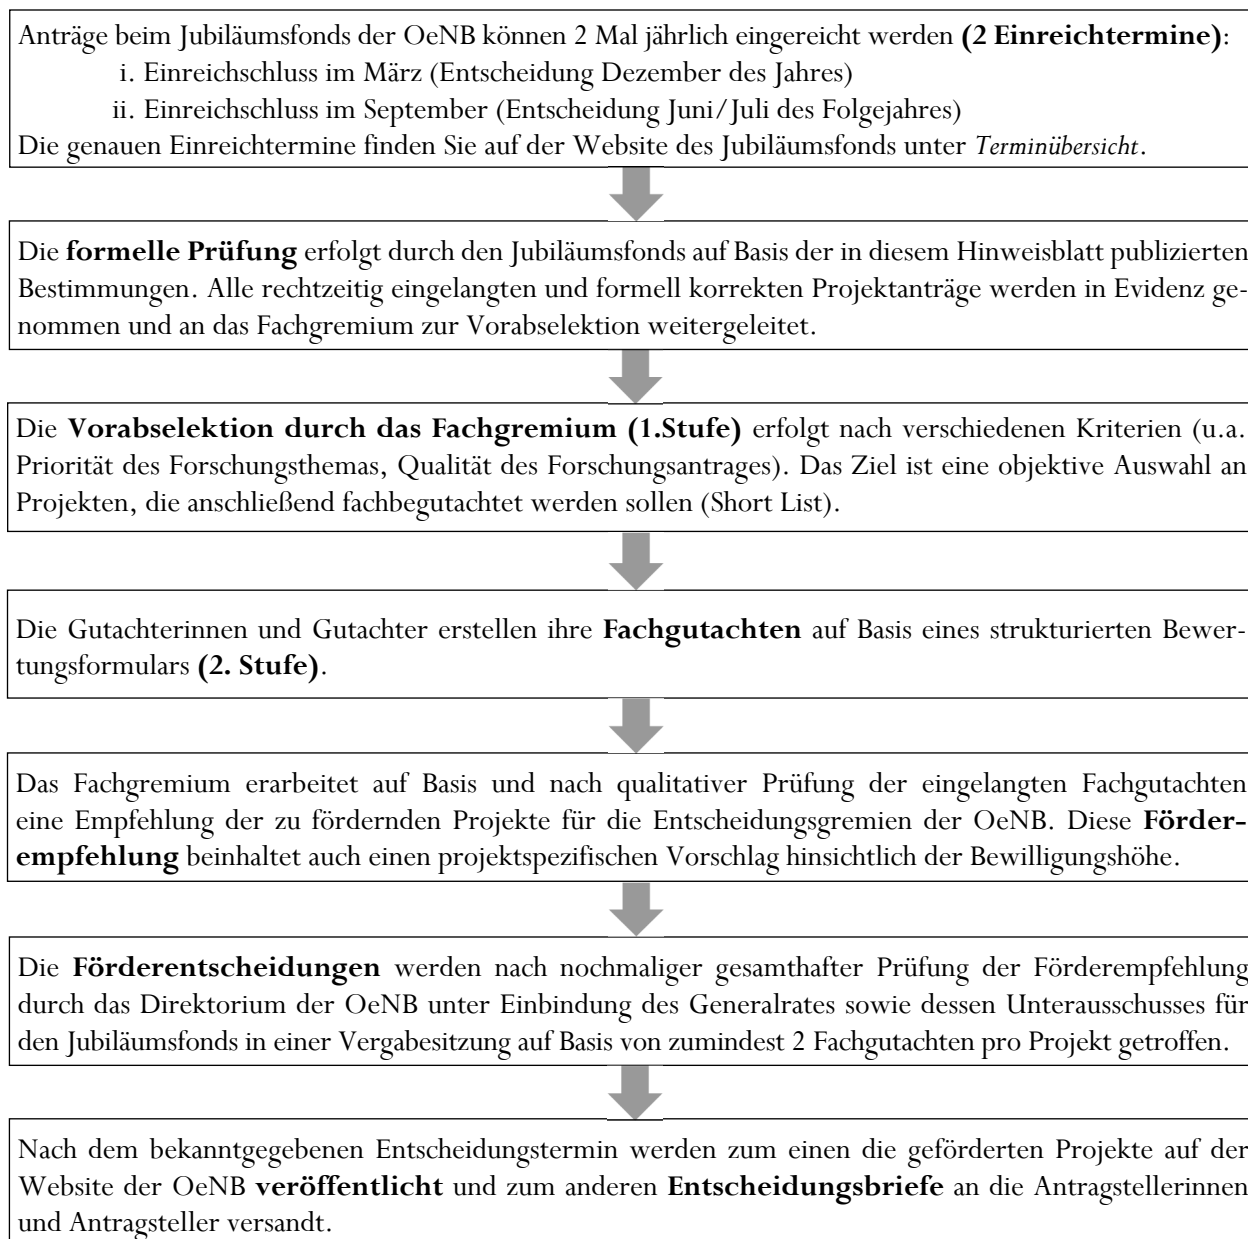 Anträge beim Jubiläumsfonds der OeNB können 2 Mal jährlich eingereicht werden (2 Einreichtermine):
i. Einreichschluss im März (Entscheidung Dezember des Jahres)
ii. Einreichschluss im September (Entscheidung Juni/Juli des Folgejahres)
Die genauen Einreichtermine finden Sie auf der Website des Jubiläumsfonds unter Terminübersicht.
Die formelle Prüfung erfolgt durch den Jubiläumsfonds auf Basis der in diesem Hinweisblatt publizierten
Bestimmungen. Alle rechtzeitig eingelangten und formell korrekten Projektanträge werden in Evidenz ge-
nommen und an das Fachgremium zur Vorabselektion weitergeleitet.
Die Vorabselektion durch das Fachgremium (1.Stufe) erfolgt nach verschiedenen Kriterien (u.a.
Priorität des Forschungsthemas, Qualität des Forschungsantrages). Das Ziel ist eine objektive Auswahl an
Projekten, die anschließend fachbegutachtet werden sollen (Short List).
Die Gutachterinnen und Gutachter erstellen ihre Fachgutachten auf Basis eines strukturierten Bewer-
tungsformulars (2. Stufe).
Das Fachgremium erarbeitet auf Basis und nach qualitativer Prüfung der eingelangten Fachgutachten
eine Empfehlung der zu fördernden Projekte für die Entscheidungsgremien der OeNB. Diese Förder-
empfehlung beinhaltet auch einen projektspezifischen Vorschlag hinsichtlich der Bewilligungshöhe.
Die Förderentscheidungen werden nach nochmaliger gesamthafter Prüfung der Förderempfehlung
durch das Direktorium der OeNB unter Einbindung des Generalrates sowie dessen Unterausschusses für
den Jubiläumsfonds in einer Vergabesitzung auf Basis von zumindest 2 Fachgutachten pro Projekt getroffen.
Nach dem bekanntgegebenen Entscheidungstermin werden zum einen die geförderten Projekte auf der
Website der OeNB veröffentlicht und zum anderen Entscheidungsbriefe an die Antragstellerinnen
und Antragsteller versandt.